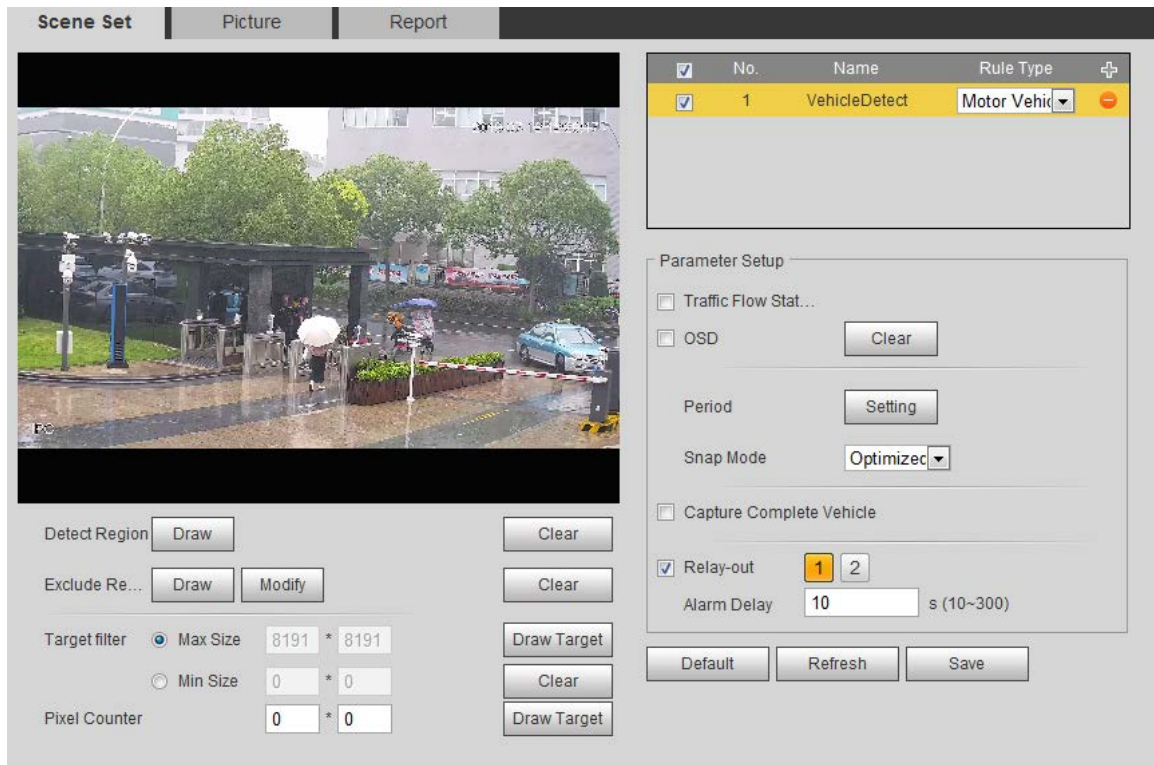 Scene Set Picture Report
No. Name Rule Type
1 VehicleDetect Motor Vehic
Parameter Setup
Traffic Flow Stat...
OSD Clear
Period Setting
Snap Mode Optimized
Capture Complete Vehicle
Relay-out 1 2
Alarm Delay 10 s (10~300)
Default Refresh Save
Detect Region Draw Clear
Exclude Re... Draw Modify Clear
Target filter Max Size 8191 * 8191 Draw Target
Min Size 0 * 0 Clear
Pixel Counter 0 * 0 Draw Target